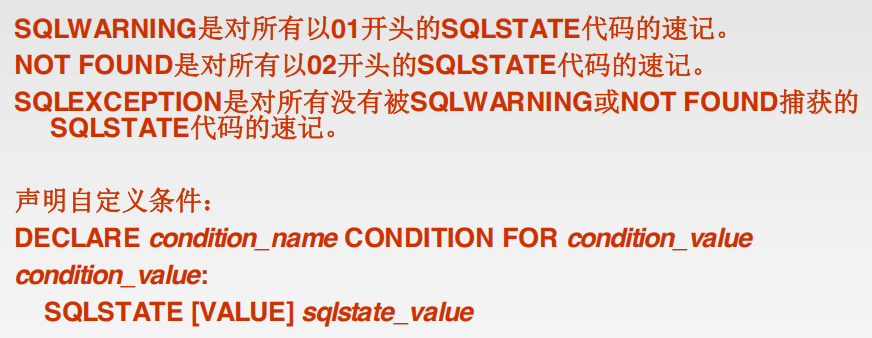 SQLWARNING是对所有以01开头的SQLSTATE代码的速记。
NOT FOUND是对所有以02开头的SQLSTATE代码的速记。
SQLEXCEPTION是对所有没有被SQLWARNING或NOT FOUND捕获的
SQLSTATE代码的速记。
声明自定义条件：
DECLARE condition_name CONDITION FOR condition_value
condition_value:
SQLSTATE [VALUE] sqlstate_value